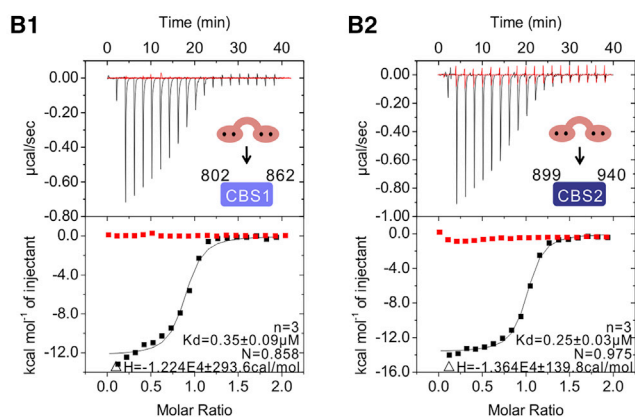 B1
Time (min)
0 10 20 30 40
0.00
-0.20
-0.40
-0.60
-0.80
µcal/sec
802 862
CBS1
0.0
-4.0
-8.0
-12.0
kcal mol⁻¹ of injectant
n=3
Kd=0.35±0.09µM
N=0.858
△H=-1.224E4±293.6cal/mol
0.0 0.5 1.0 1.5 2.0
Molar Ratio
B2
Time (min)
0 5 10 15 20 25 30 35 40
0.00
-0.20
-0.40
-0.60
-0.80
-1.00
µcal/sec
899 940
CBS2
0.0
-4.0
-8.0
-12.0
-16.0
kcal mol⁻¹ of injectant
n=3
Kd=0.25±0.03µM
N=0.975
△H=-1.364E4±139.8cal/mol
0.0 0.5 1.0 1.5 2.0
Molar Ratio